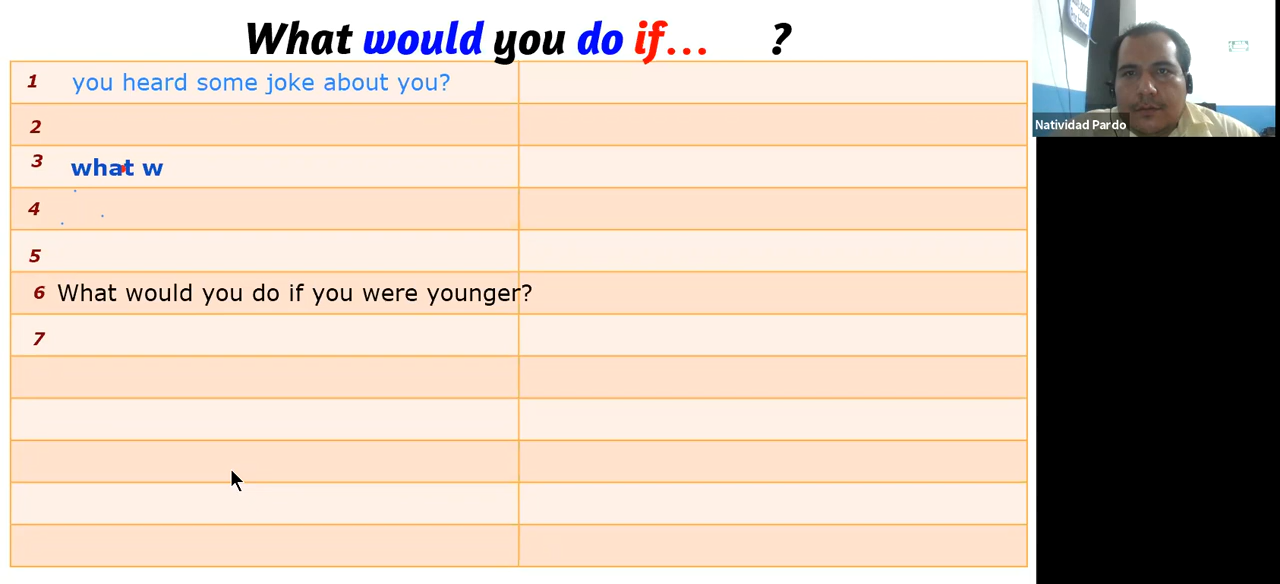 What would you do if... ?
1 you heard some joke about you?
2
3 what w
4
5
6 What would you do if you were younger?
7
Natividad Pardo